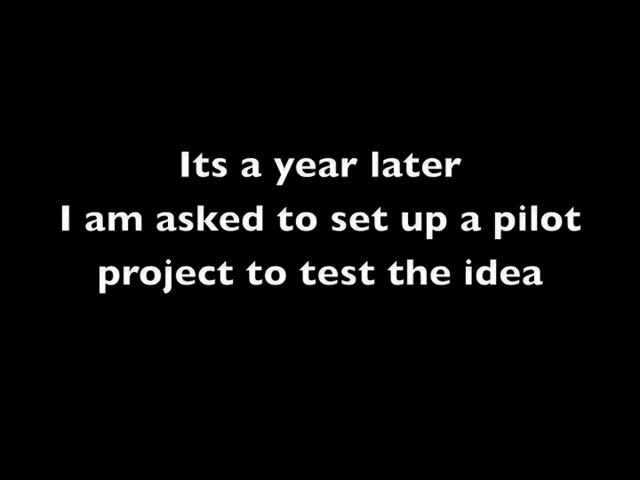 Its a year later
I am asked to set up a pilot
project to test the idea